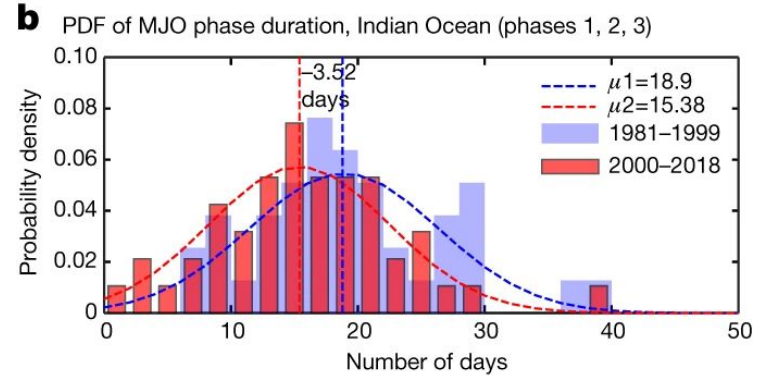 b PDF of MJO phase duration, Indian Ocean (phases 1, 2, 3)
0.10
0.08
0.06
0.04
0.02
0
Probability density
–3.52
days
μ1=18.9
μ2=15.38
1981–1999
2000–2018
0 10 20 30 40 50
Number of days